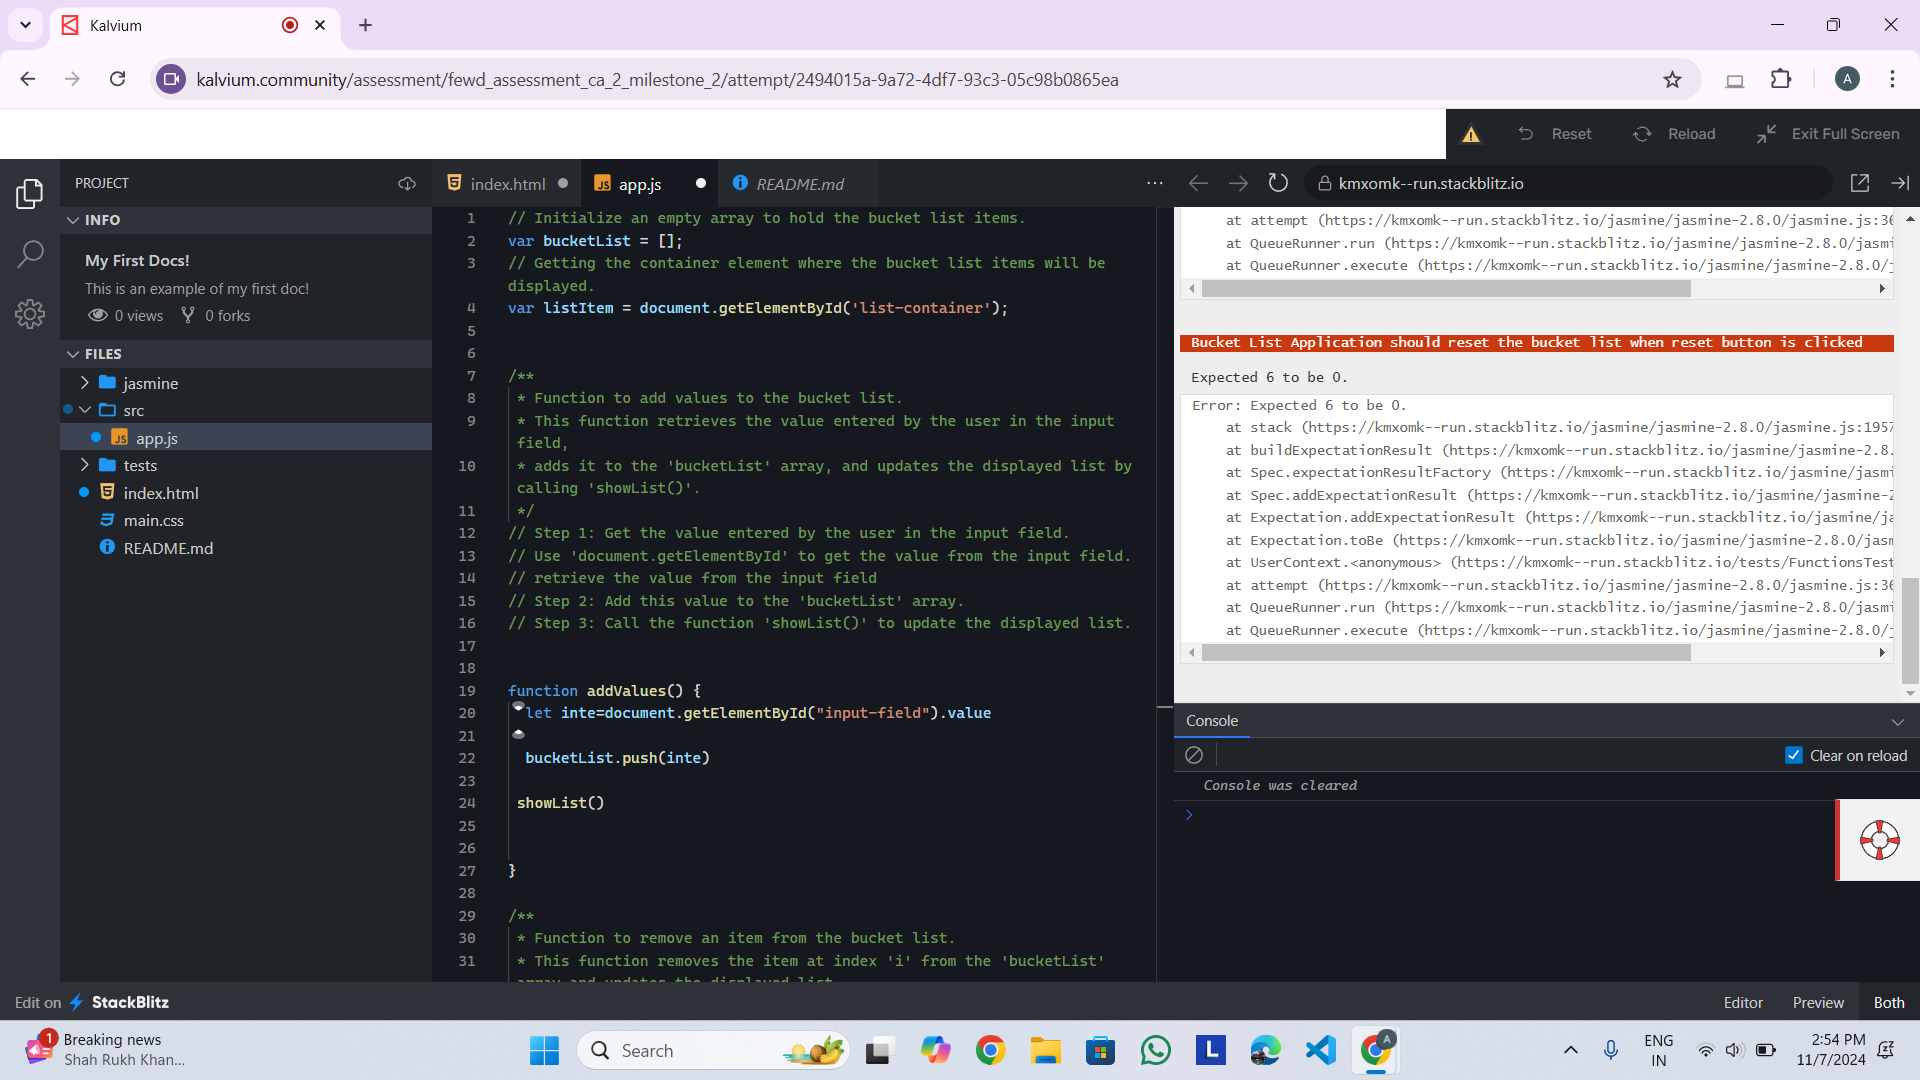 Kalvium
kalvium.community/assessment/fewd_assessment_ca_2_milestone_2/attempt/2494015a-9a72-4df7-93c3-05c98b0865ea
A
Reset
Reload
Exit Full Screen
PROJECT
INFO
My First Docs!
This is an example of my first doc!
0 views
0 forks
FILES
jasmine
src
app.js
tests
index.html
main.css
README.md
index.html
app.js
README.md
1 // Initialize an empty array to hold the bucket list items.
2 var bucketList = [];
3 // Getting the container element where the bucket list items will be
displayed.
4 var listItem = document.getElementById('list-container');
5
6
7 /**
8 * Function to add values to the bucket list.
9 * This function retrieves the value entered by the user in the input
field,
10 * adds it to the 'bucketList' array, and updates the displayed list by
calling 'showList()'.
11 */
12 // Step 1: Get the value entered by the user in the input field.
13 // Use 'document.getElementById' to get the value from the input field.
14 // retrieve the value from the input field
15 // Step 2: Add this value to the 'bucketList' array.
16 // Step 3: Call the function 'showList()' to update the displayed list.
17
18
19 function addValues() {
20 let inte=document.getElementById("input-field").value
21
22 bucketList.push(inte)
23
24 showList()
25
26
27 }
28
29 /**
30 * Function to remove an item from the bucket list.
31 * This function removes the item at index 'i' from the 'bucketList'
array and updates the displayed list.
kmxomk--run.stackblitz.io
at attempt (https://kmxomk--run.stackblitz.io/jasmine/jasmine-2.8.0/jasmine.js:36
at QueueRunner.run (https://kmxomk--run.stackblitz.io/jasmine/jasmine-2.8.0/jasmi
at QueueRunner.execute (https://kmxomk--run.stackblitz.io/jasmine/jasmine-2.8.0/j
Bucket List Application should reset the bucket list when reset button is clicked
Expected 6 to be 0.
Error: Expected 6 to be 0.
at stack (https://kmxomk--run.stackblitz.io/jasmine/jasmine-2.8.0/jasmine.js:1957
at buildExpectationResult (https://kmxomk--run.stackblitz.io/jasmine/jasmine-2.8.
at Spec.expectationResultFactory (https://kmxomk--run.stackblitz.io/jasmine/jasmi
at Spec.addExpectationResult (https://kmxomk--run.stackblitz.io/jasmine/jasmine-2
at Expectation.addExpectationResult (https://kmxomk--run.stackblitz.io/jasmine/ja
at Expectation.toBe (https://kmxomk--run.stackblitz.io/jasmine/jasmine-2.8.0/jasm
at UserContext.<anonymous> (https://kmxomk--run.stackblitz.io/tests/FunctionsTest
at attempt (https://kmxomk--run.stackblitz.io/jasmine/jasmine-2.8.0/jasmine.js:36
at QueueRunner.run (https://kmxomk--run.stackblitz.io/jasmine/jasmine-2.8.0/jasmi
at QueueRunner.execute (https://kmxomk--run.stackblitz.io/jasmine/jasmine-2.8.0/j
Console
Clear on reload
Console was cleared
Edit on StackBlitz
Editor
Preview
Both
1
Breaking news
Shah Rukh Khan...
Search
L
A
ENG
IN
2:54 PM
11/7/2024